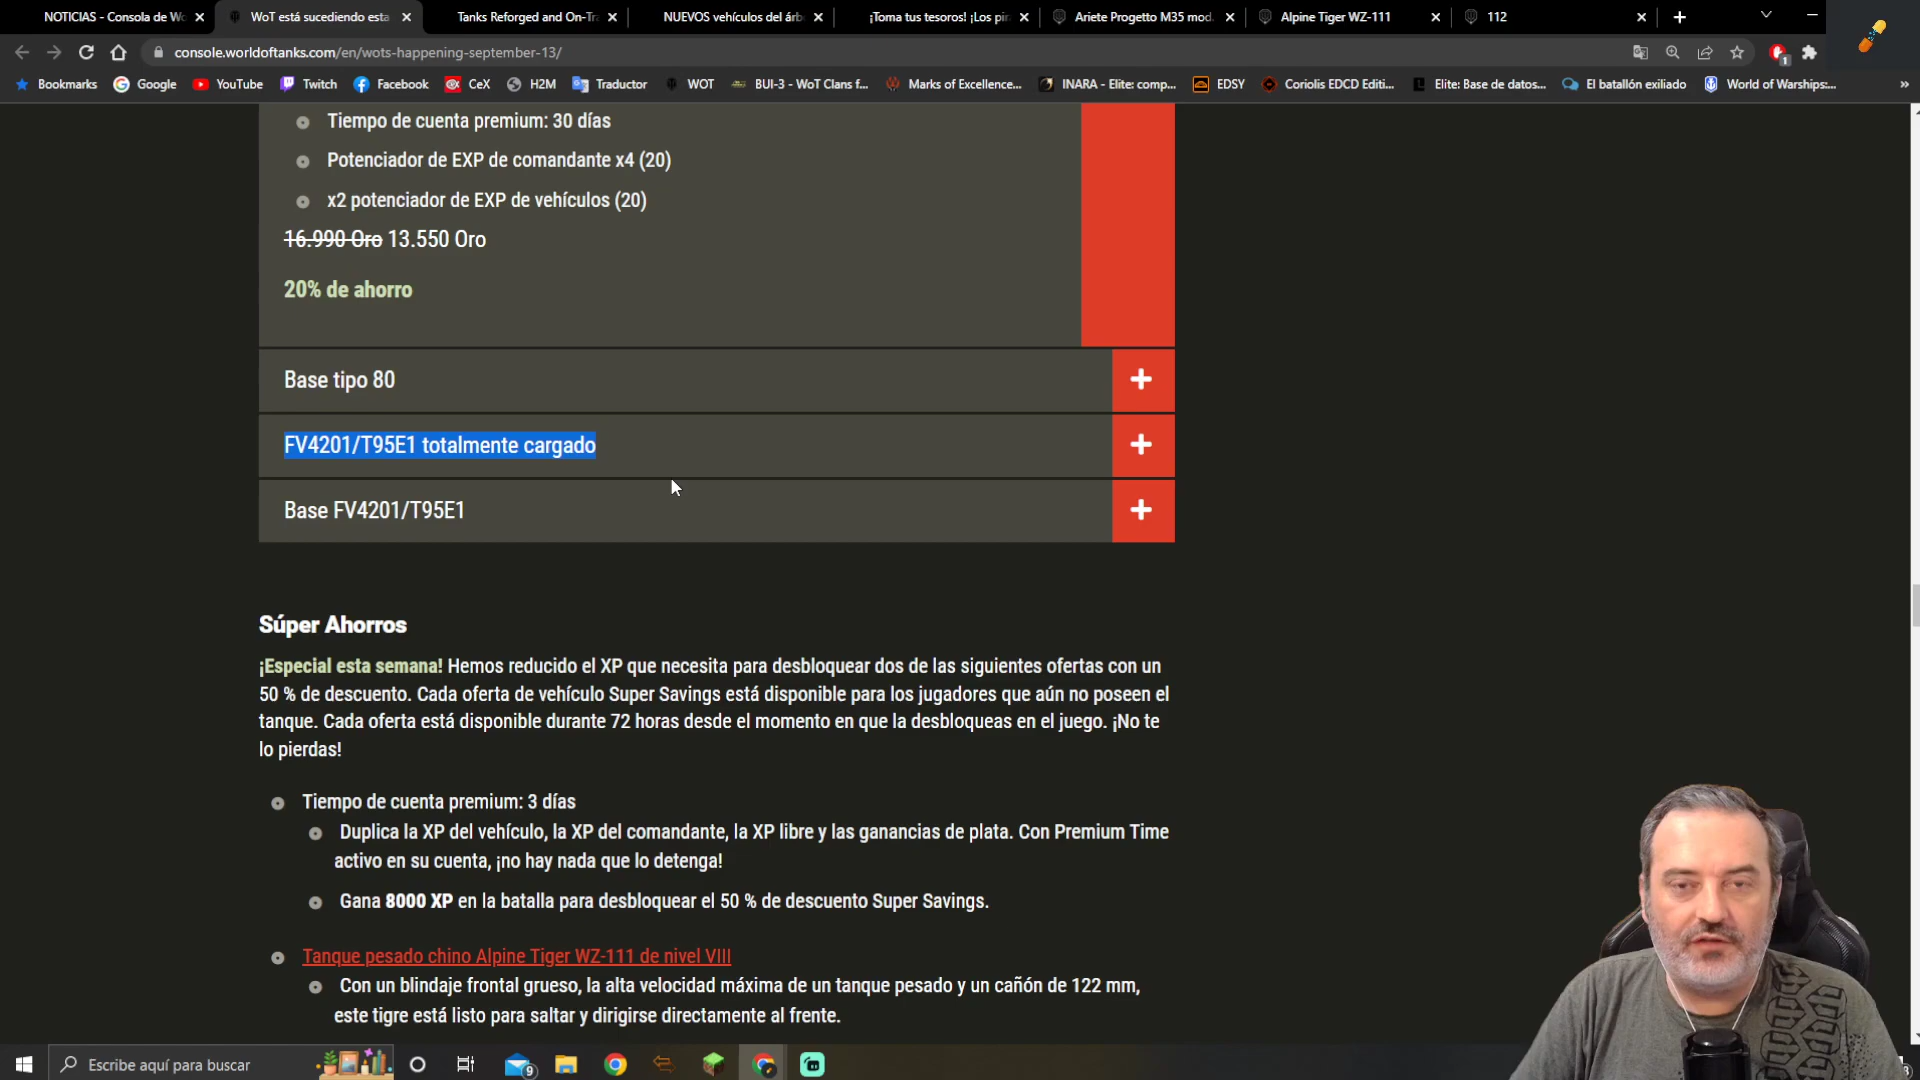 NOTICIAS - Consola de Wo
WoT está sucediendo esta
Tanks Reforged and On-Tra
NUEVOS vehículos del árbo
¡Toma tus tesoros! ¡Los pir
Ariete Progetto M35 mod.
Alpine Tiger WZ-111
112
console.worldoftanks.com/en/wots-happening-september-13/
1
Bookmarks
Google
YouTube
Twitch
Facebook
CeX
H2M
Traductor
WOT
BUI-3 - WoT Clans f...
Marks of Excellence...
INARA - Elite: comp...
EDSY
Coriolis EDCD Editi...
Elite: Base de datos...
El batallón exiliado
World of Warships:...
»
Tiempo de cuenta premium: 30 días
Potenciador de EXP de comandante x4 (20)
x2 potenciador de EXP de vehículos (20)
16.990 Oro 13.550 Oro
20% de ahorro
Base tipo 80
FV4201/T95E1 totalmente cargado
Base FV4201/T95E1
Súper Ahorros
¡Especial esta semana! Hemos reducido el XP que necesita para desbloquear dos de las siguientes ofertas con un
50 % de descuento. Cada oferta de vehículo Super Savings está disponible para los jugadores que aún no poseen el
tanque. Cada oferta está disponible durante 72 horas desde el momento en que la desbloqueas en el juego. ¡No te
lo pierdas!
Tiempo de cuenta premium: 3 días
Duplica la XP del vehículo, la XP del comandante, la XP libre y las ganancias de plata. Con Premium Time
activo en su cuenta, ¡no hay nada que lo detenga!
Gana 8000 XP en la batalla para desbloquear el 50 % de descuento Super Savings.
Tanque pesado chino Alpine Tiger WZ-111 de nivel VIII
Con un blindaje frontal grueso, la alta velocidad máxima de un tanque pesado y un cañón de 122 mm,
este tigre está listo para saltar y dirigirse directamente al frente.
Escribe aquí para buscar
9